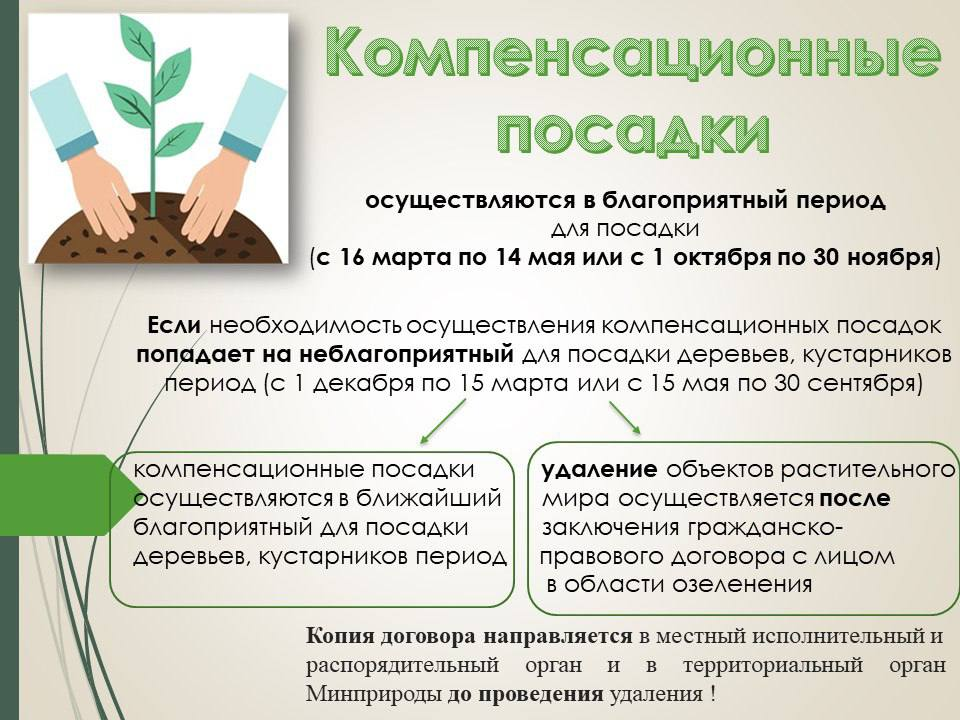 Компенсационные
посадки
осуществляются в благоприятный период
для посадки
(с 16 марта по 14 мая или с 1 октября по 30 ноября)
Если необходимость осуществления компенсационных посадок
попадает на неблагоприятный для посадки деревьев, кустарников
период (с 1 декабря по 15 марта или с 15 мая по 30 сентября)
компенсационные посадки
осуществляются в ближайший
благоприятный для посадки
деревьев, кустарников период
удаление объектов растительного
мира осуществляется после
заключения гражданско-
правового договора с лицом
в области озеленения
Копия договора направляется в местный исполнительный и
распорядительный орган и в территориальный орган
Минприроды до проведения удаления !